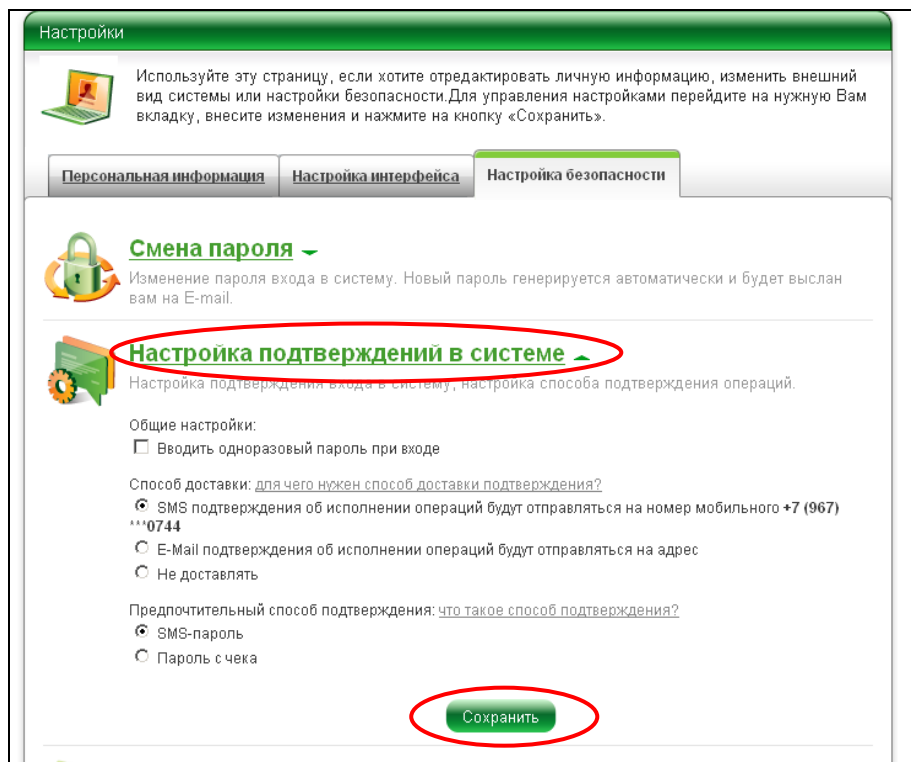 Настройки
Используйте эту страницу, если хотите отредактировать личную информацию, изменить внешний
вид системы или настройки безопасности.Для управления настройками перейдите на нужную Вам
вкладку, внесите изменения и нажмите на кнопку «Сохранить».
Персональная информация
Настройка интерфейса
Настройка безопасности
Смена пароля
Изменение пароля входа в систему. Новый пароль генерируется автоматически и будет выслан
вам на E-mail.
Настройка подтверждений в системе
Настройка подтверждения входа в систему, настройка способа подтверждения операций.
Общие настройки:
Вводить одноразовый пароль при входе
Способ доставки: для чего нужен способ доставки подтверждения?
SMS подтверждения об исполнении операций будут отправляться на номер мобильного +7 (967)
***0744
E-Mail подтверждения об исполнении операций будут отправляться на адрес
Не доставлять
Предпочтительный способ подтверждения: что такое способ подтверждения?
SMS-пароль
Пароль с чека
Сохранить